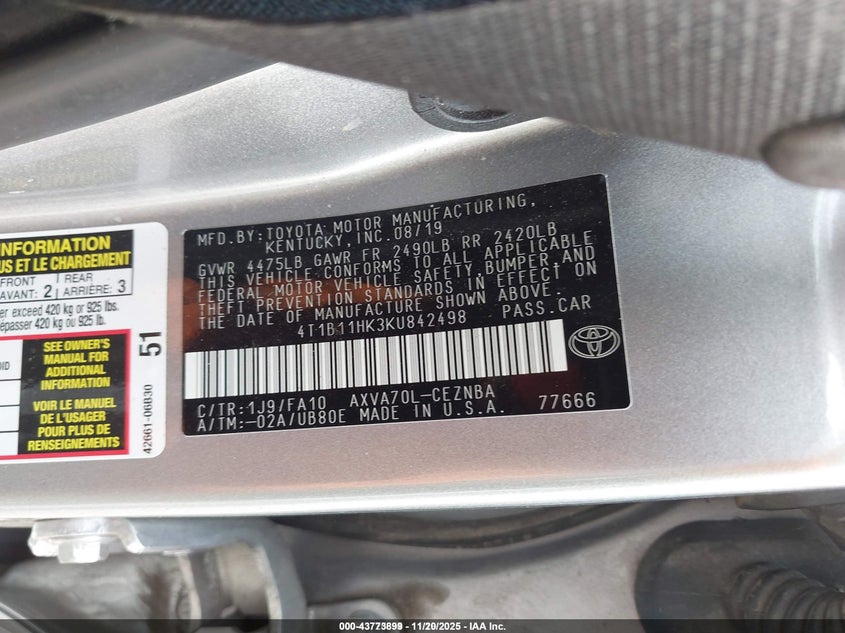 INFORMATION
US ET LE CHARGEMENT
FRONT
AVANT: 2
REAR
ARRIÈRE: 3
er exceed 420 kg or 925 lbs.
épasser 420 kg ou 925 lb.
OID
SEE OWNER'S
MANUAL FOR
ADDITIONAL
INFORMATION
VOIR LE MANUEL
DE L'USAGER
POUR PLUS DE
RENSEIGNEMENTS
51
42661-06B30
MFD.BY:TOYOTA MOTOR MANUFACTURING,
KENTUCKY, INC. 08/19
GVWR 4475LB GAWR FR 2490LB RR 2420LB
THIS VEHICLE CONFORMS TO ALL APPLICABLE
FEDERAL MOTOR VEHICLE SAFETY, BUMPER, AND
THEFT PREVENTION STANDARDS IN EFFECT ON
THE DATE OF MANUFACTURE SHOWN ABOVE.
4T1B11HK3KU842498 PASS.CAR
C/TR:1J9/FA10 AXVA70L-CEZNBA
A/TM:-02A/UB80E MADE IN U.S.A. 77666
000-43773899 | 11/20/2025 - IAA Inc.